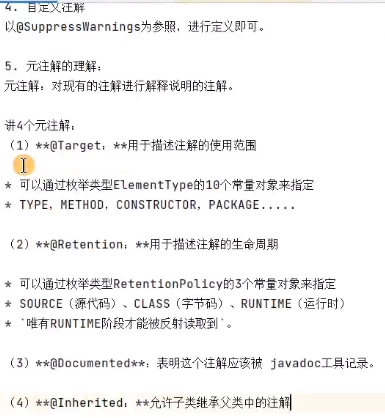 4. 自定义注解
以@SuppressWarnings为参照，进行定义即可。
5. 元注解的理解：
元注解：对现有的注解进行解释说明的注解。
讲4个元注解：
（1）**@Target：**用于描述注解的使用范围
* 可以通过枚举类型ElementType的10个常量对象来指定
* TYPE，METHOD，CONSTRUCTOR，PACKAGE.....
（2）**@Retention：**用于描述注解的生命周期
* 可以通过枚举类型RetentionPolicy的3个常量对象来指定
* SOURCE（源代码）、CLASS（字节码）、RUNTIME（运行时）
* `唯有RUNTIME阶段才能被反射读取到`。
（3）**@Documented**：表明这个注解应该被 javadoc工具记录。
（4）**@Inherited：**允许子类继承父类中的注解